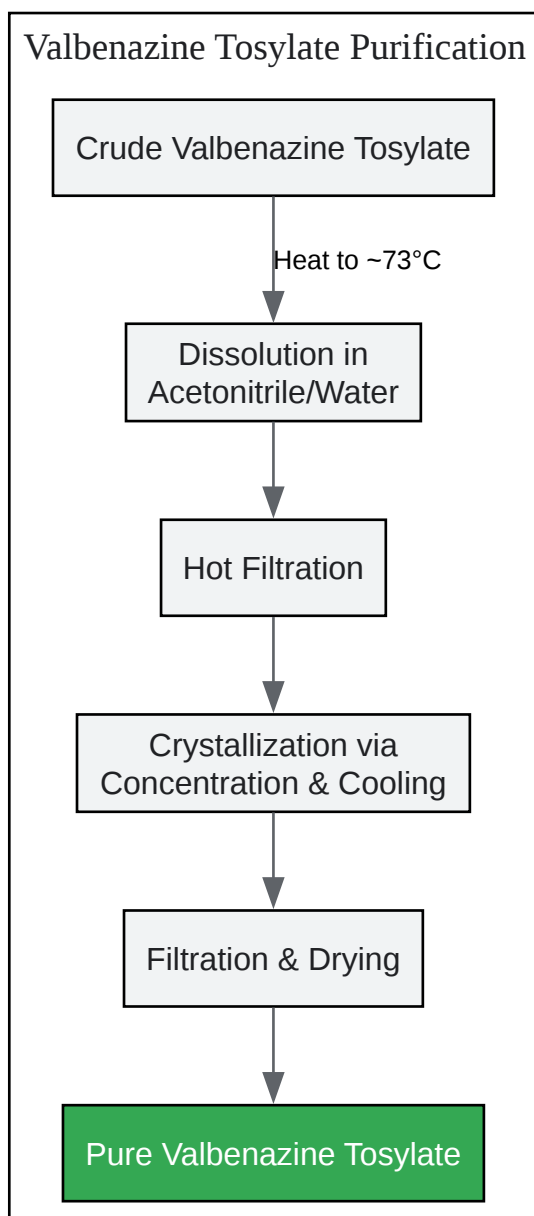 Valbenazine Tosylate Purification
Crude Valbenazine Tosylate
Heat to ~73°C
Dissolution in
Acetonitrile/Water
Hot Filtration
Crystallization via
Concentration & Cooling
Filtration & Drying
Pure Valbenazine Tosylate